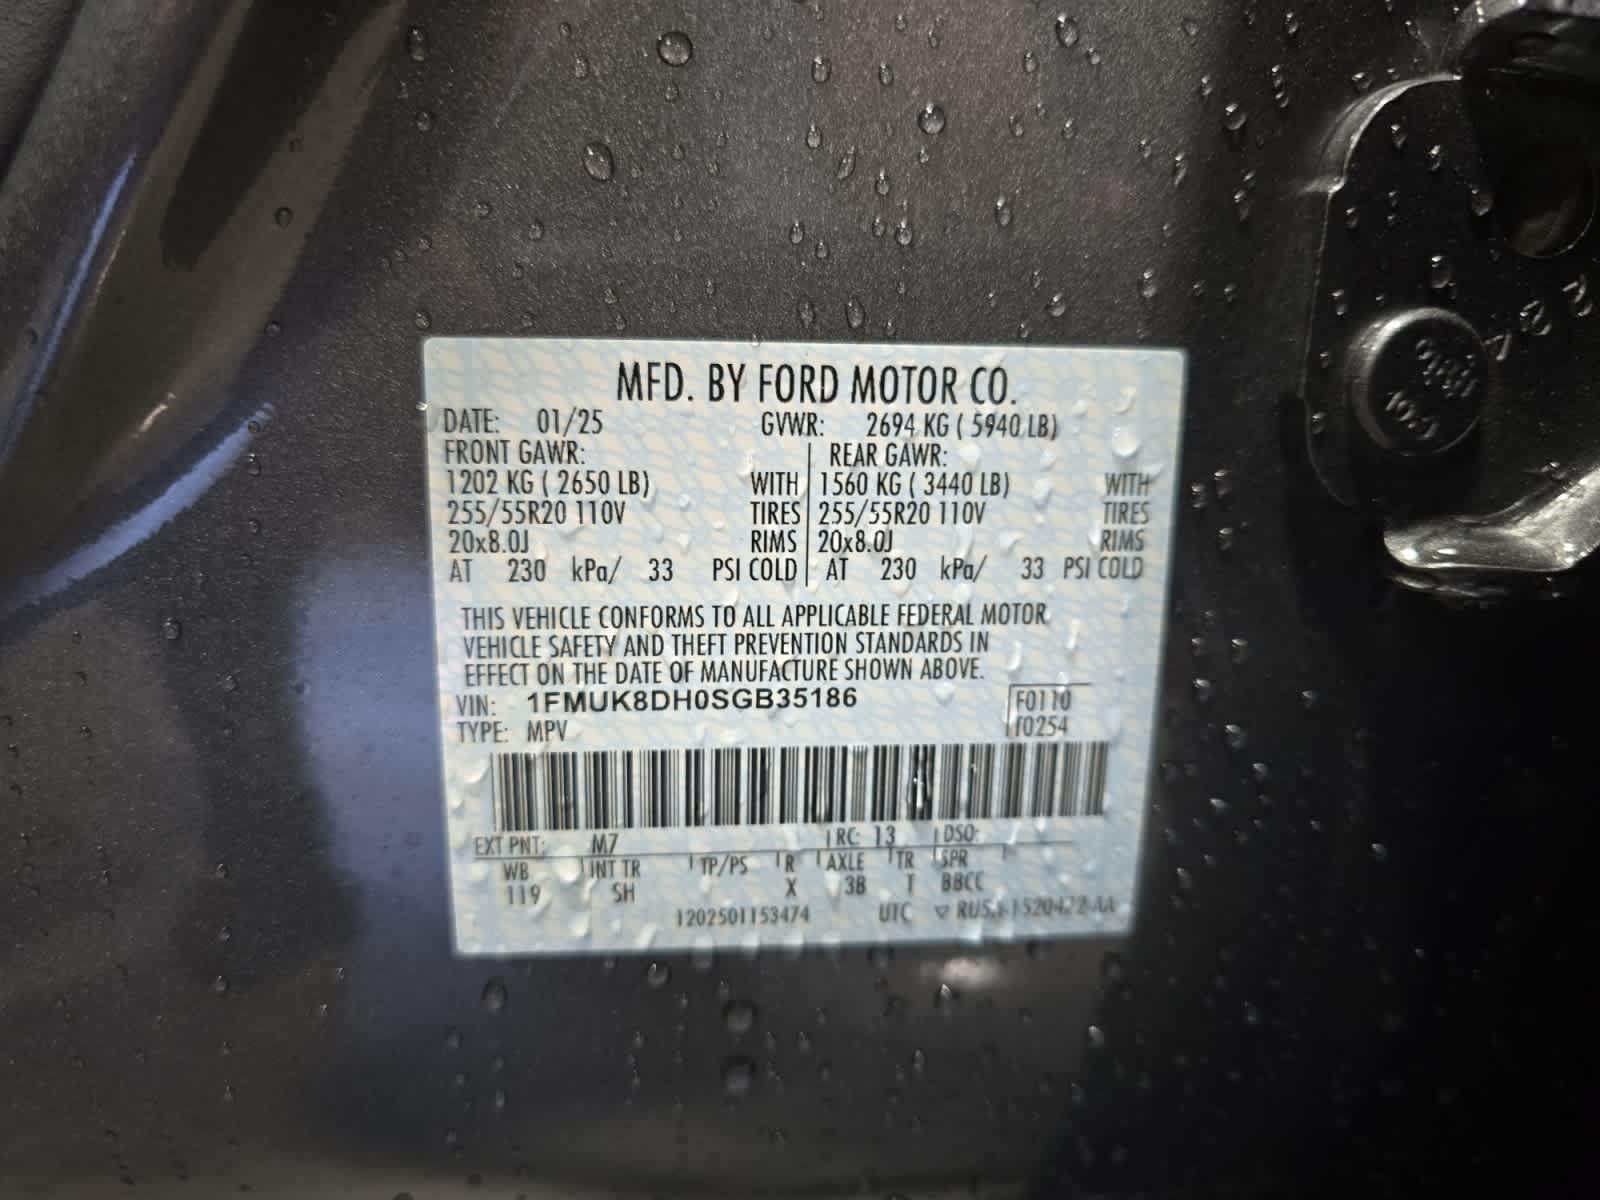 MFD. BY FORD MOTOR CO.
DATE: 01/25 GVWR: 2694 KG ( 5940 LB)
FRONT GAWR: REAR GAWR:
1202 KG ( 2650 LB) WITH 1560 KG ( 3440 LB) WITH
255/55R20 110V TIRES 255/55R20 110V TIRES
20x8.0J RIMS 20x8.0J RIMS
AT 230 kPa/ 33 PSI COLD AT 230 kPa/ 33 PSI COLD
THIS VEHICLE CONFORMS TO ALL APPLICABLE FEDERAL MOTOR
VEHICLE SAFETY AND THEFT PREVENTION STANDARDS IN
EFFECT ON THE DATE OF MANUFACTURE SHOWN ABOVE.
VIN: 1FMUK8DH0SGB35186 F0110
TYPE: MPV T0254
EXT PNT: M7 RC: 13 DSO:
WB INT TR TP/PS R AXLE TR SPR
119 SH X 3B T BBCC
1202501153474 UTC